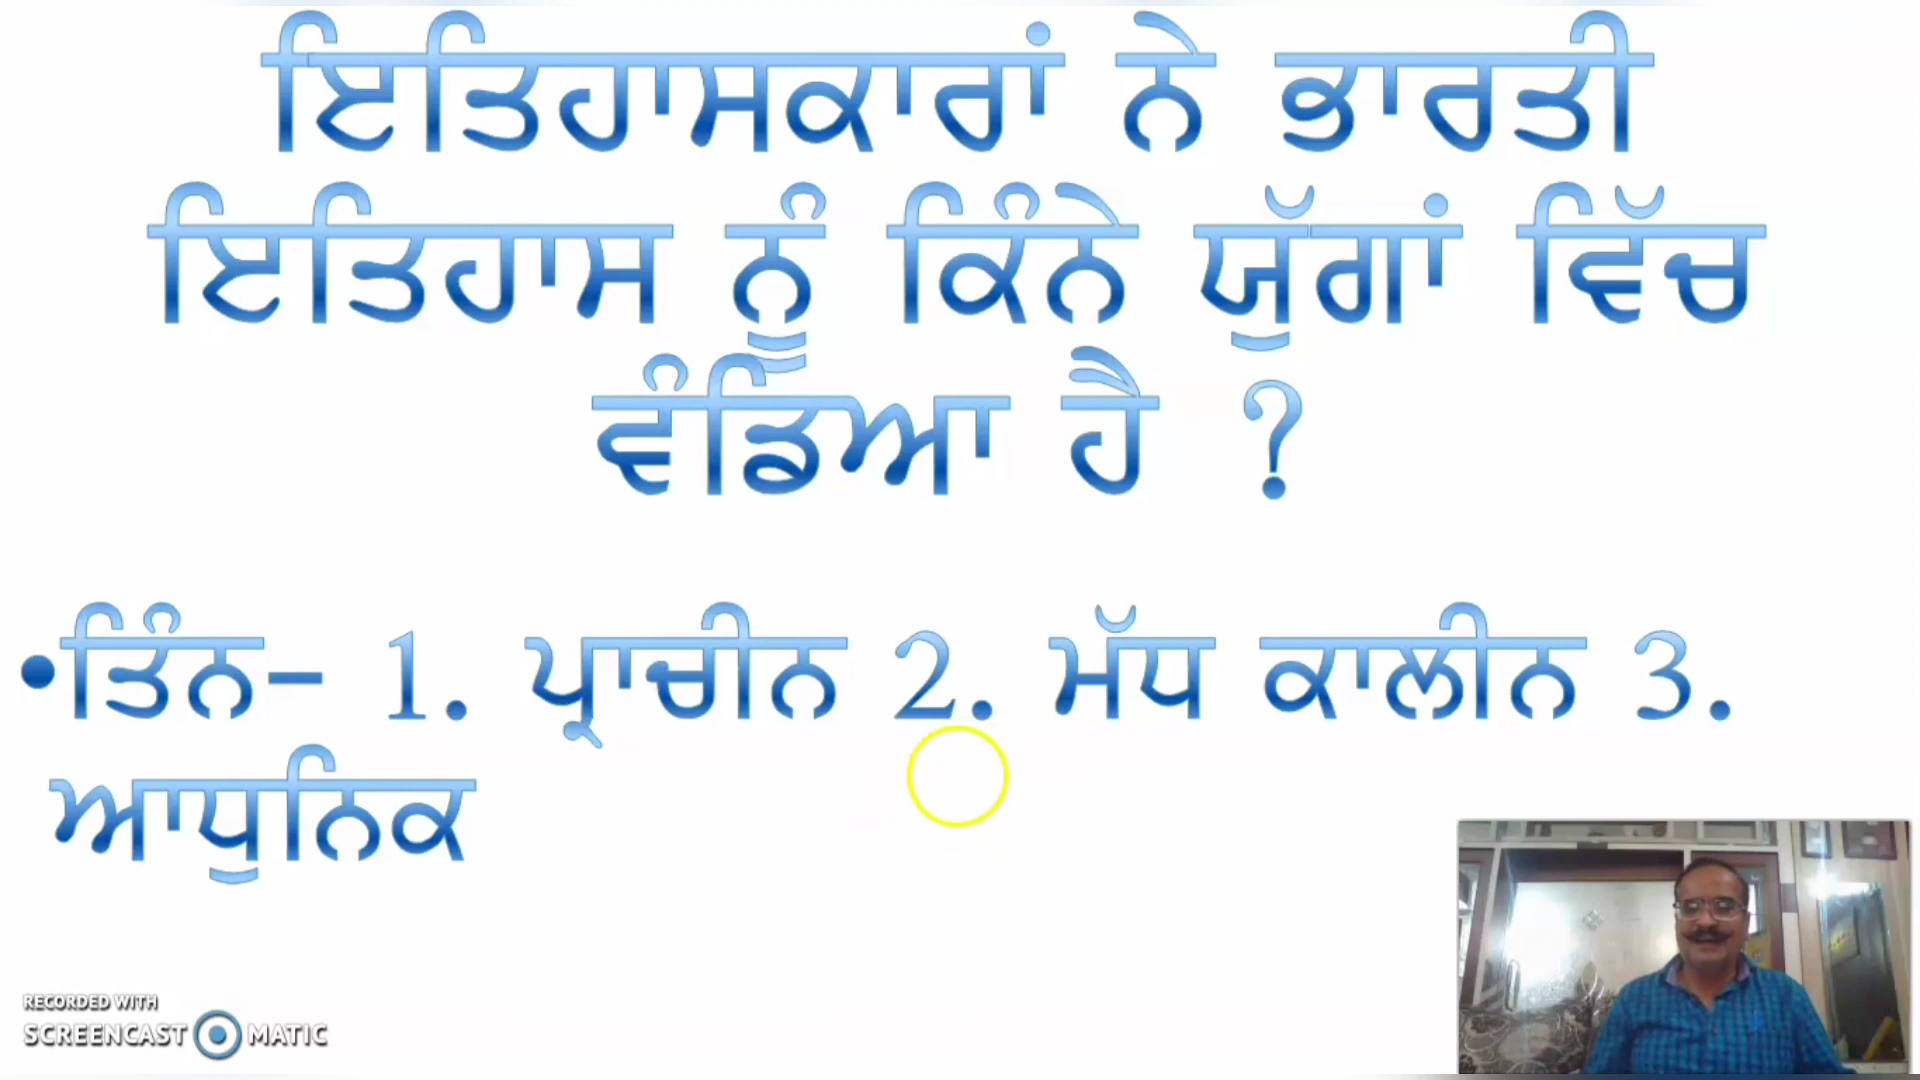 ਇਤਿਹਾਸਕਾਰਾਂ ਨੇ ਭਾਰਤੀ
ਇਤਿਹਾਸ ਨੂੰ ਕਿੰਨੇ ਯੁੱਗਾਂ ਵਿੱਚ
ਵੰਡਿਆ ਹੈ ?
•ਤਿੰਨ- 1. ਪ੍ਰਾਚੀਨ 2. ਮੱਧ ਕਾਲੀਨ 3.
ਆਧੁਨਿਕ
RECORDED WITH
SCREENCAST MATIC